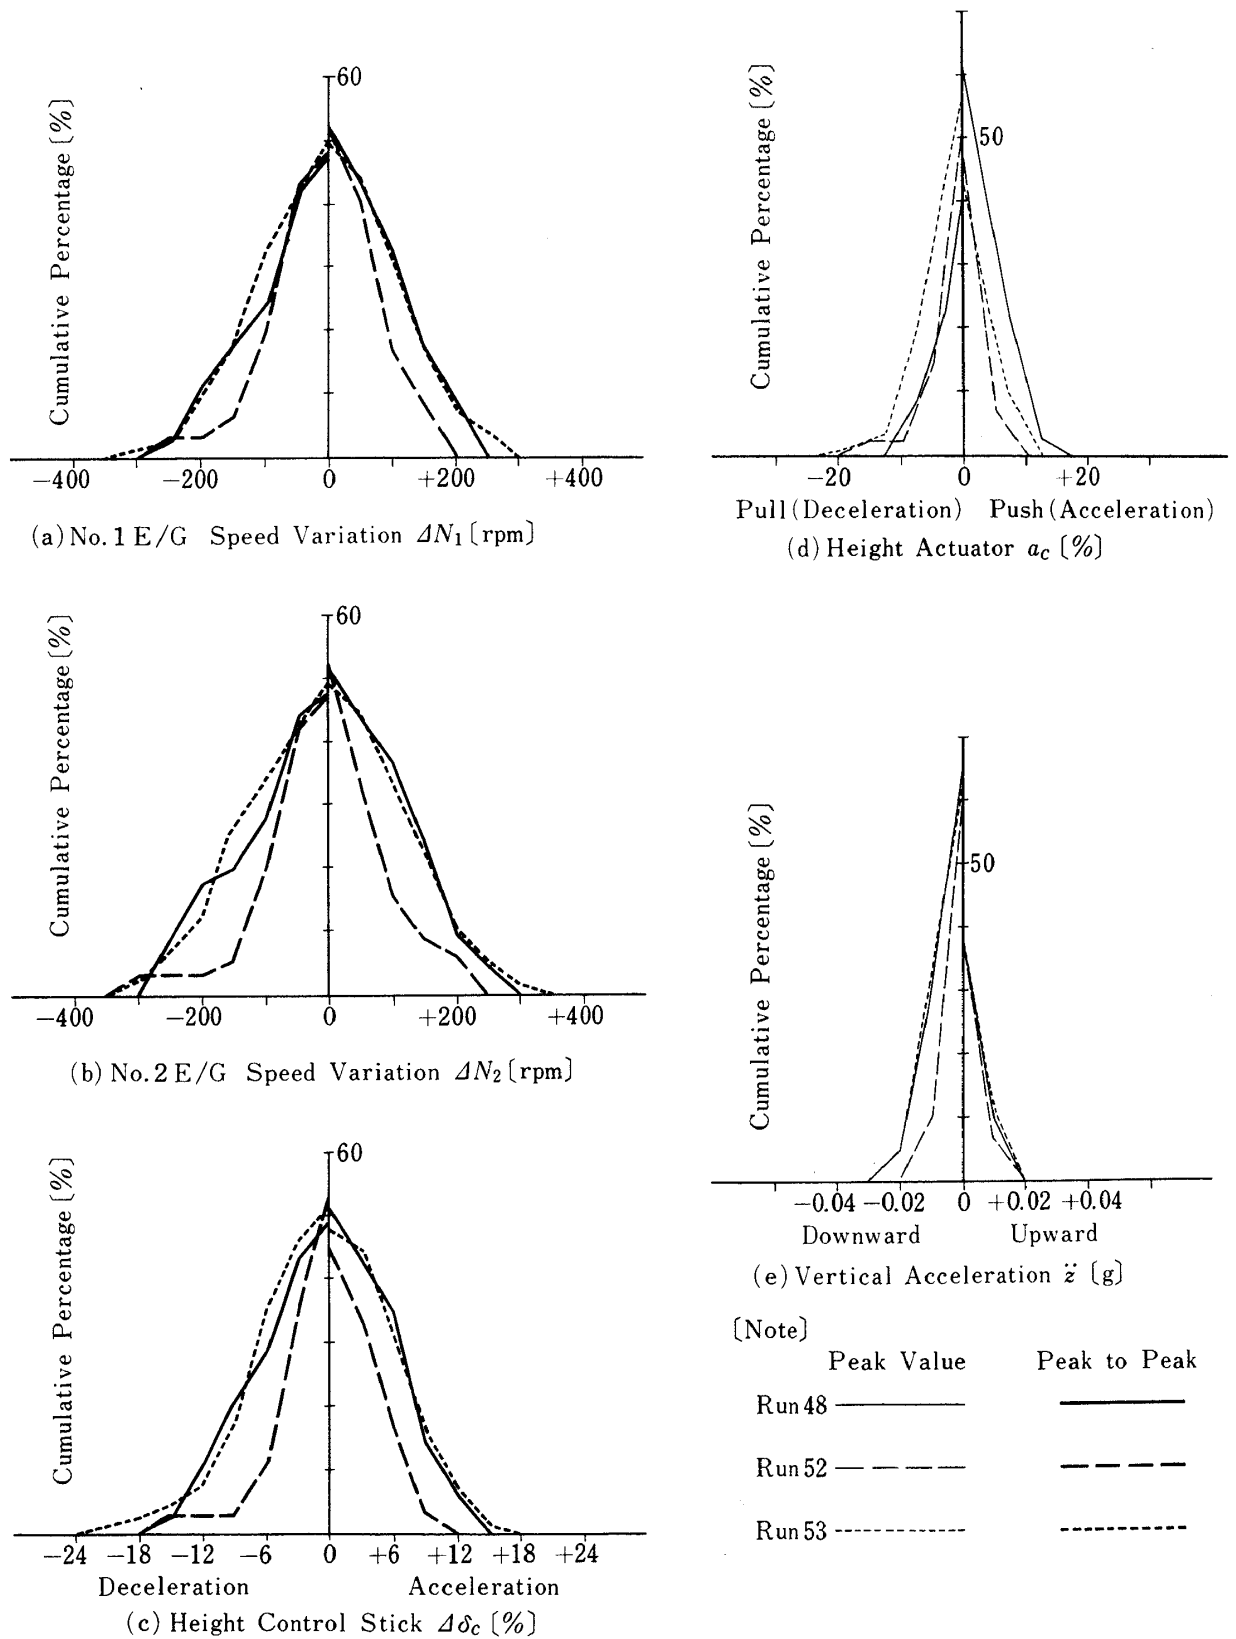 60
Cumulative Percentage [%]
−400 −200 0 +200 +400
(a) No. 1 E/G Speed Variation ΔN₁ [rpm]
60
Cumulative Percentage [%]
−400 −200 0 +200 +400
(b) No. 2 E/G Speed Variation ΔN₂ [rpm]
60
Cumulative Percentage [%]
−24 −18 −12 −6 0 +6 +12 +18 +24
Deceleration Acceleration
(c) Height Control Stick Δδc [%]
50
Cumulative Percentage [%]
−20 0 +20
Pull (Deceleration) Push (Acceleration)
(d) Height Actuator ac [%]
50
Cumulative Percentage [%]
−0.04 −0.02 0 +0.02 +0.04
Downward Upward
(e) Vertical Acceleration z̈ [g]
[Note]
Peak Value Peak to Peak
Run 48
Run 52
Run 53